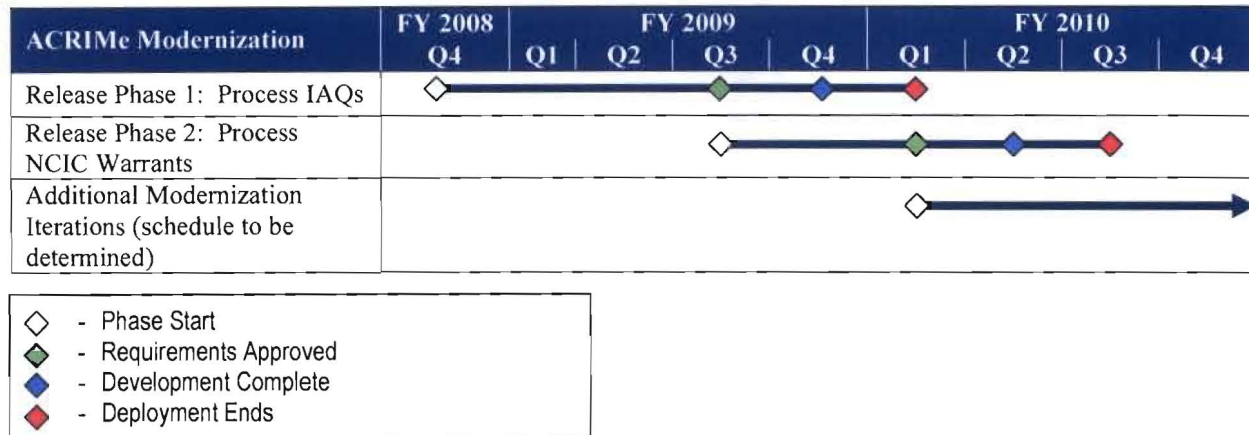 ACRIMe Modernization
FY 2008 FY 2009 FY 2010
Q4 Q1 Q2 Q3 Q4 Q1 Q2 Q3 Q4
Release Phase 1: Process IAQs
Release Phase 2: Process
NCIC Warrants
Additional Modernization
Iterations (schedule to be
determined)
- Phase Start
- Requirements Approved
- Development Complete
- Deployment Ends